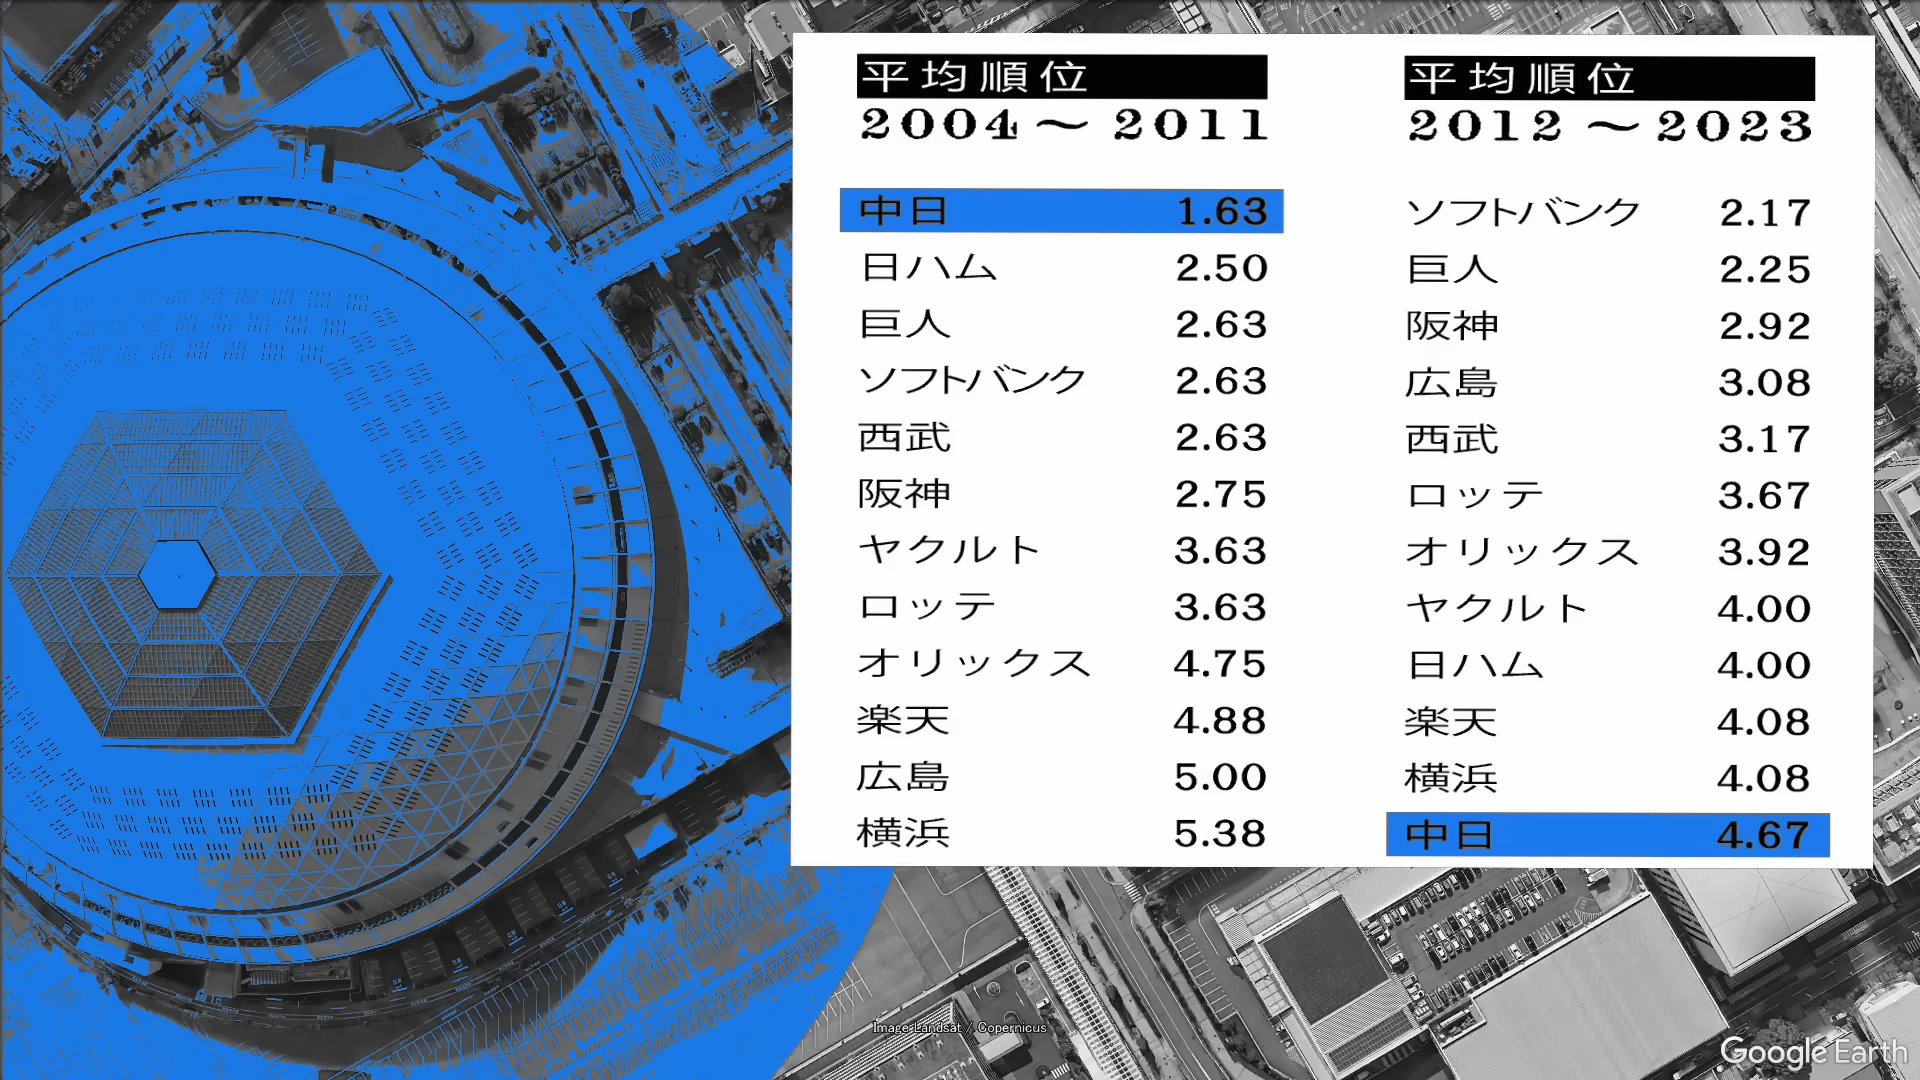 平均順位
2004～2011
中日 1.63
日ハム 2.50
巨人 2.63
ソフトバンク 2.63
西武 2.63
阪神 2.75
ヤクルト 3.63
ロッテ 3.63
オリックス 4.75
楽天 4.88
広島 5.00
横浜 5.38
平均順位
2012～2023
ソフトバンク 2.17
巨人 2.25
阪神 2.92
広島 3.08
西武 3.17
ロッテ 3.67
オリックス 3.92
ヤクルト 4.00
日ハム 4.00
楽天 4.08
横浜 4.08
中日 4.67
Image Landsat / Copernicus
Google Earth